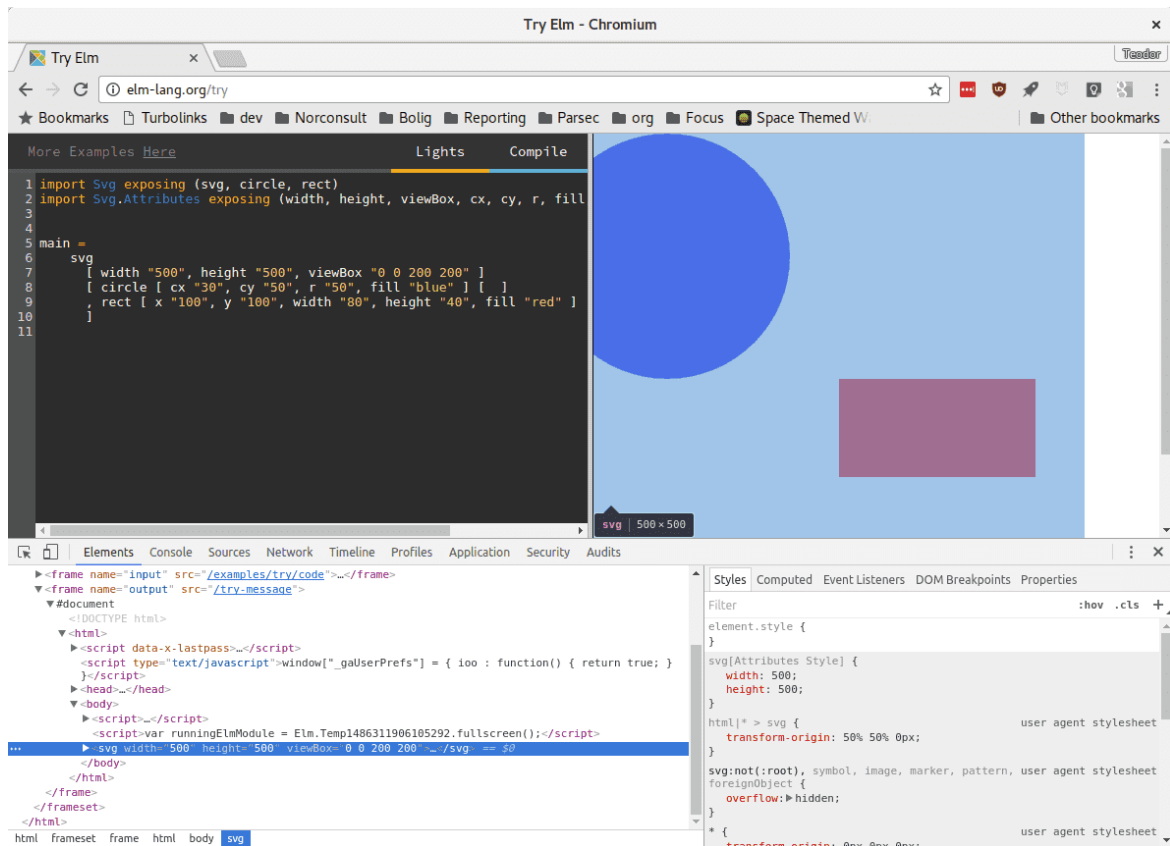 Try Elm - Chromium
Try Elm
Teodor
elm-lang.org/try
Bookmarks Turbolinks dev Norconsult Bolig Reporting Parsec org Focus Space Themed Other bookmarks
More Examples Here Lights Compile
1 import Svg exposing (svg, circle, rect)
2 import Svg.Attributes exposing (width, height, viewBox, cx, cy, r, fill
3
4
5 main =
6 svg
7 [ width "500", height "500", viewBox "0 0 200 200" ]
8 [ circle [ cx "30", cy "50", r "50", fill "blue" ] [  ]
9 , rect [ x "100", y "100", width "80", height "40", fill "red" ]
10 ]
11
svg 500×500
Elements Console Sources Network Timeline Profiles Application Security Audits
<frame name="input" src="/examples/try/code">…</frame>
<frame name="output" src="/try-message">
#document
<!DOCTYPE html>
<html>
<script data-x-lastpass>…</script>
<script type="text/javascript">window["_gaUserPrefs"] = { ioo : function() { return true; }
}</script>
<head>…</head>
<body>
<script>…</script>
<script>var runningElmModule = Elm.Temp1486311906105292.fullscreen();</script>
<svg width="500" height="500" viewBox="0 0 200 200">…</svg> == $0
</body>
</html>
</frame>
</frameset>
</html>
html frameset frame html body svg
Styles Computed Event Listeners DOM Breakpoints Properties
Filter :hov .cls +
element.style {
}
svg[Attributes Style] {
width: 500;
height: 500;
}
html|* > svg { user agent stylesheet
transform-origin: 50% 50% 0px;
}
svg:not(:root), symbol, image, marker, pattern, user agent stylesheet
foreignObject {
overflow: hidden;
}
* { user agent stylesheet
transform-origin: 0px 0px 0px;